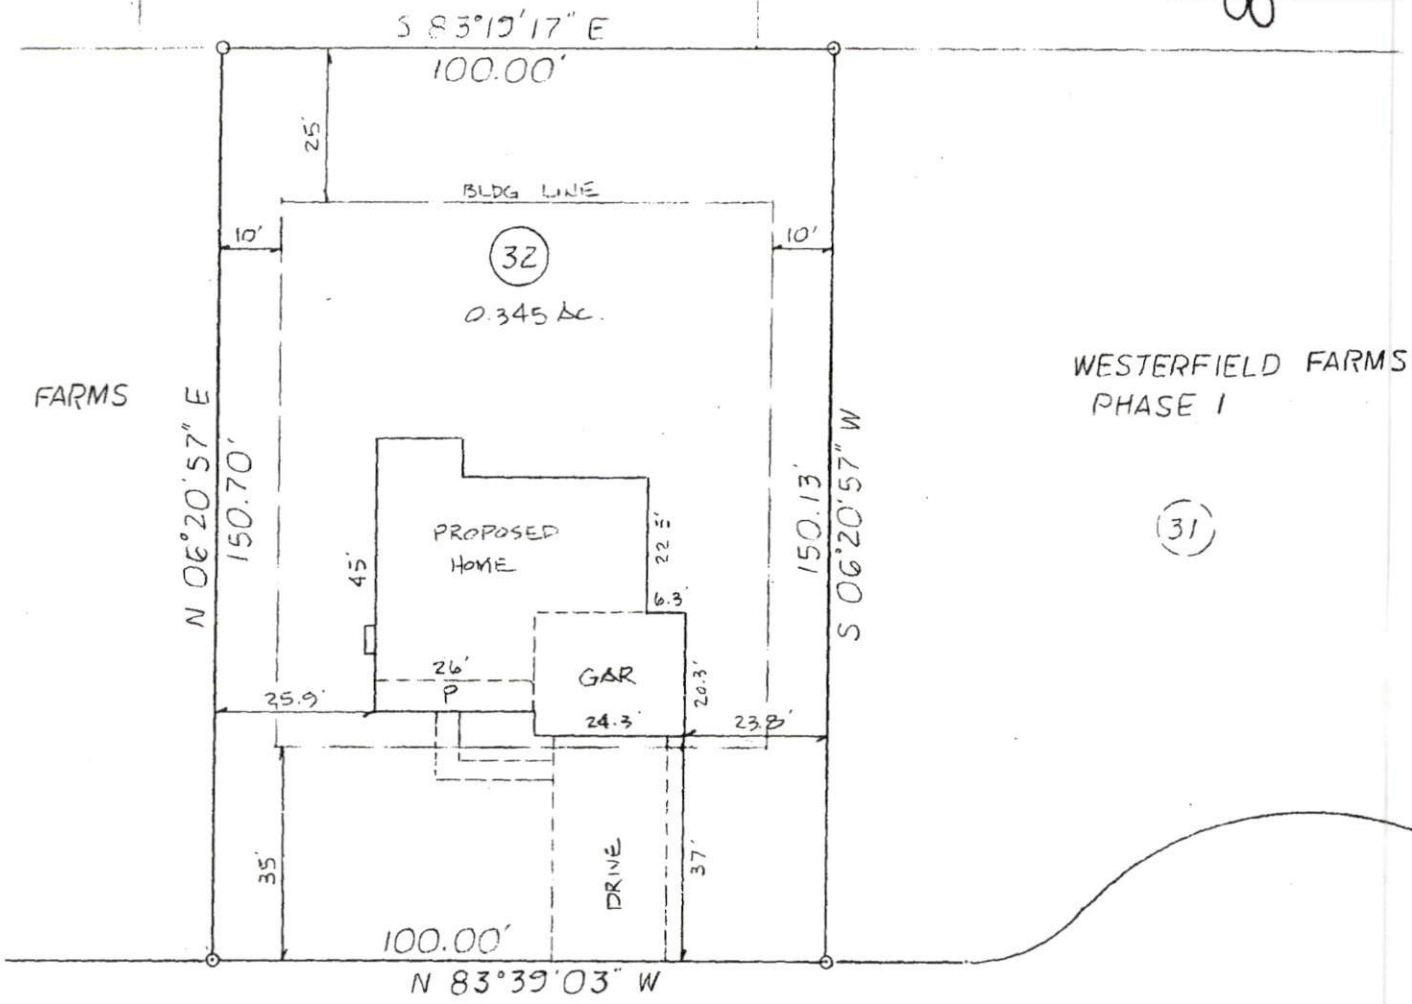 8
S 83°19'17" E
100.00'
25'
BLDG LINE
10'
10'
32
0.345 AC.
FARMS
WESTERFIELD FARMS
PHASE 1
31
N 06°20'57" E
150.70'
150.13'
S 06°20'57" W
PROPOSED
HOME
45'
22.5'
6.3'
26'
P
GAR
20.3'
25.9'
24.3'
23.8'
35'
DRIVE
37'
100.00'
N 83°39'03" W